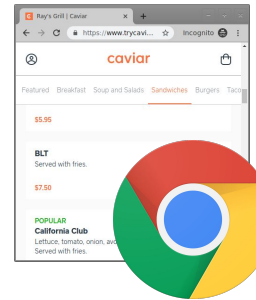 Ray's Grill | Caviar
https://www.trycavi...
Incognito
caviar
Featured Breakfast Soup and Salads Sandwiches Burgers Taco
$5.95
BLT
Served with fries.
$7.50
POPULAR
California Club
Lettuce, tomato, onion, avo
Served with fries.